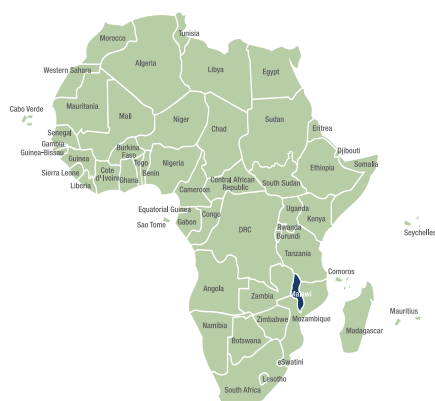 Tunisia
Morocco
Algeria
Libya
Egypt
Western Sahara
Mauritania
Mali
Niger
Chad
Sudan
Cabo Verde
Eritrea
Senegal
Gambia
Guinea-Bissau
Guinea
Burkina
Faso
Togo
Benin
Nigeria
Djibouti
Somalia
Ethiopia
Sierra Leone
Cote
d'Ivoire
Ghana
Liberia
Cameroon
Central African
Republic
South Sudan
Equatorial Guinea
Sao Tome
Gabon
Congo
DRC
Uganda
Kenya
Rwanda
Burundi
Seychelles
Tanzania
Comoros
Angola
Zambia
Malawi
Mozambique
Mauritius
Zimbabwe
Madagascar
Namibia
Botswana
eSwatini
Lesotho
South Africa